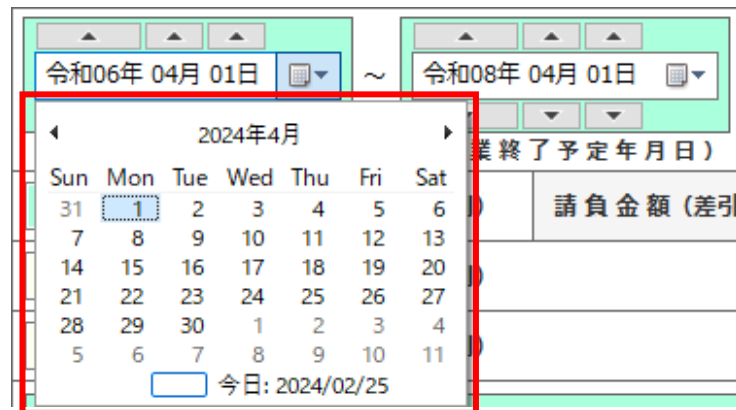 令和06年 04月 01日 ～ 令和08年 04月 01日
業終了予定年月日）
2024年4月
Sun Mon Tue Wed Thu Fri Sat
31 1 2 3 4 5 6
請負金額（差引
7 8 9 10 11 12 13
14 15 16 17 18 19 20
21 22 23 24 25 26 27
28 29 30 1 2 3 4
5 6 7 8 9 10 11
今日: 2024/02/25